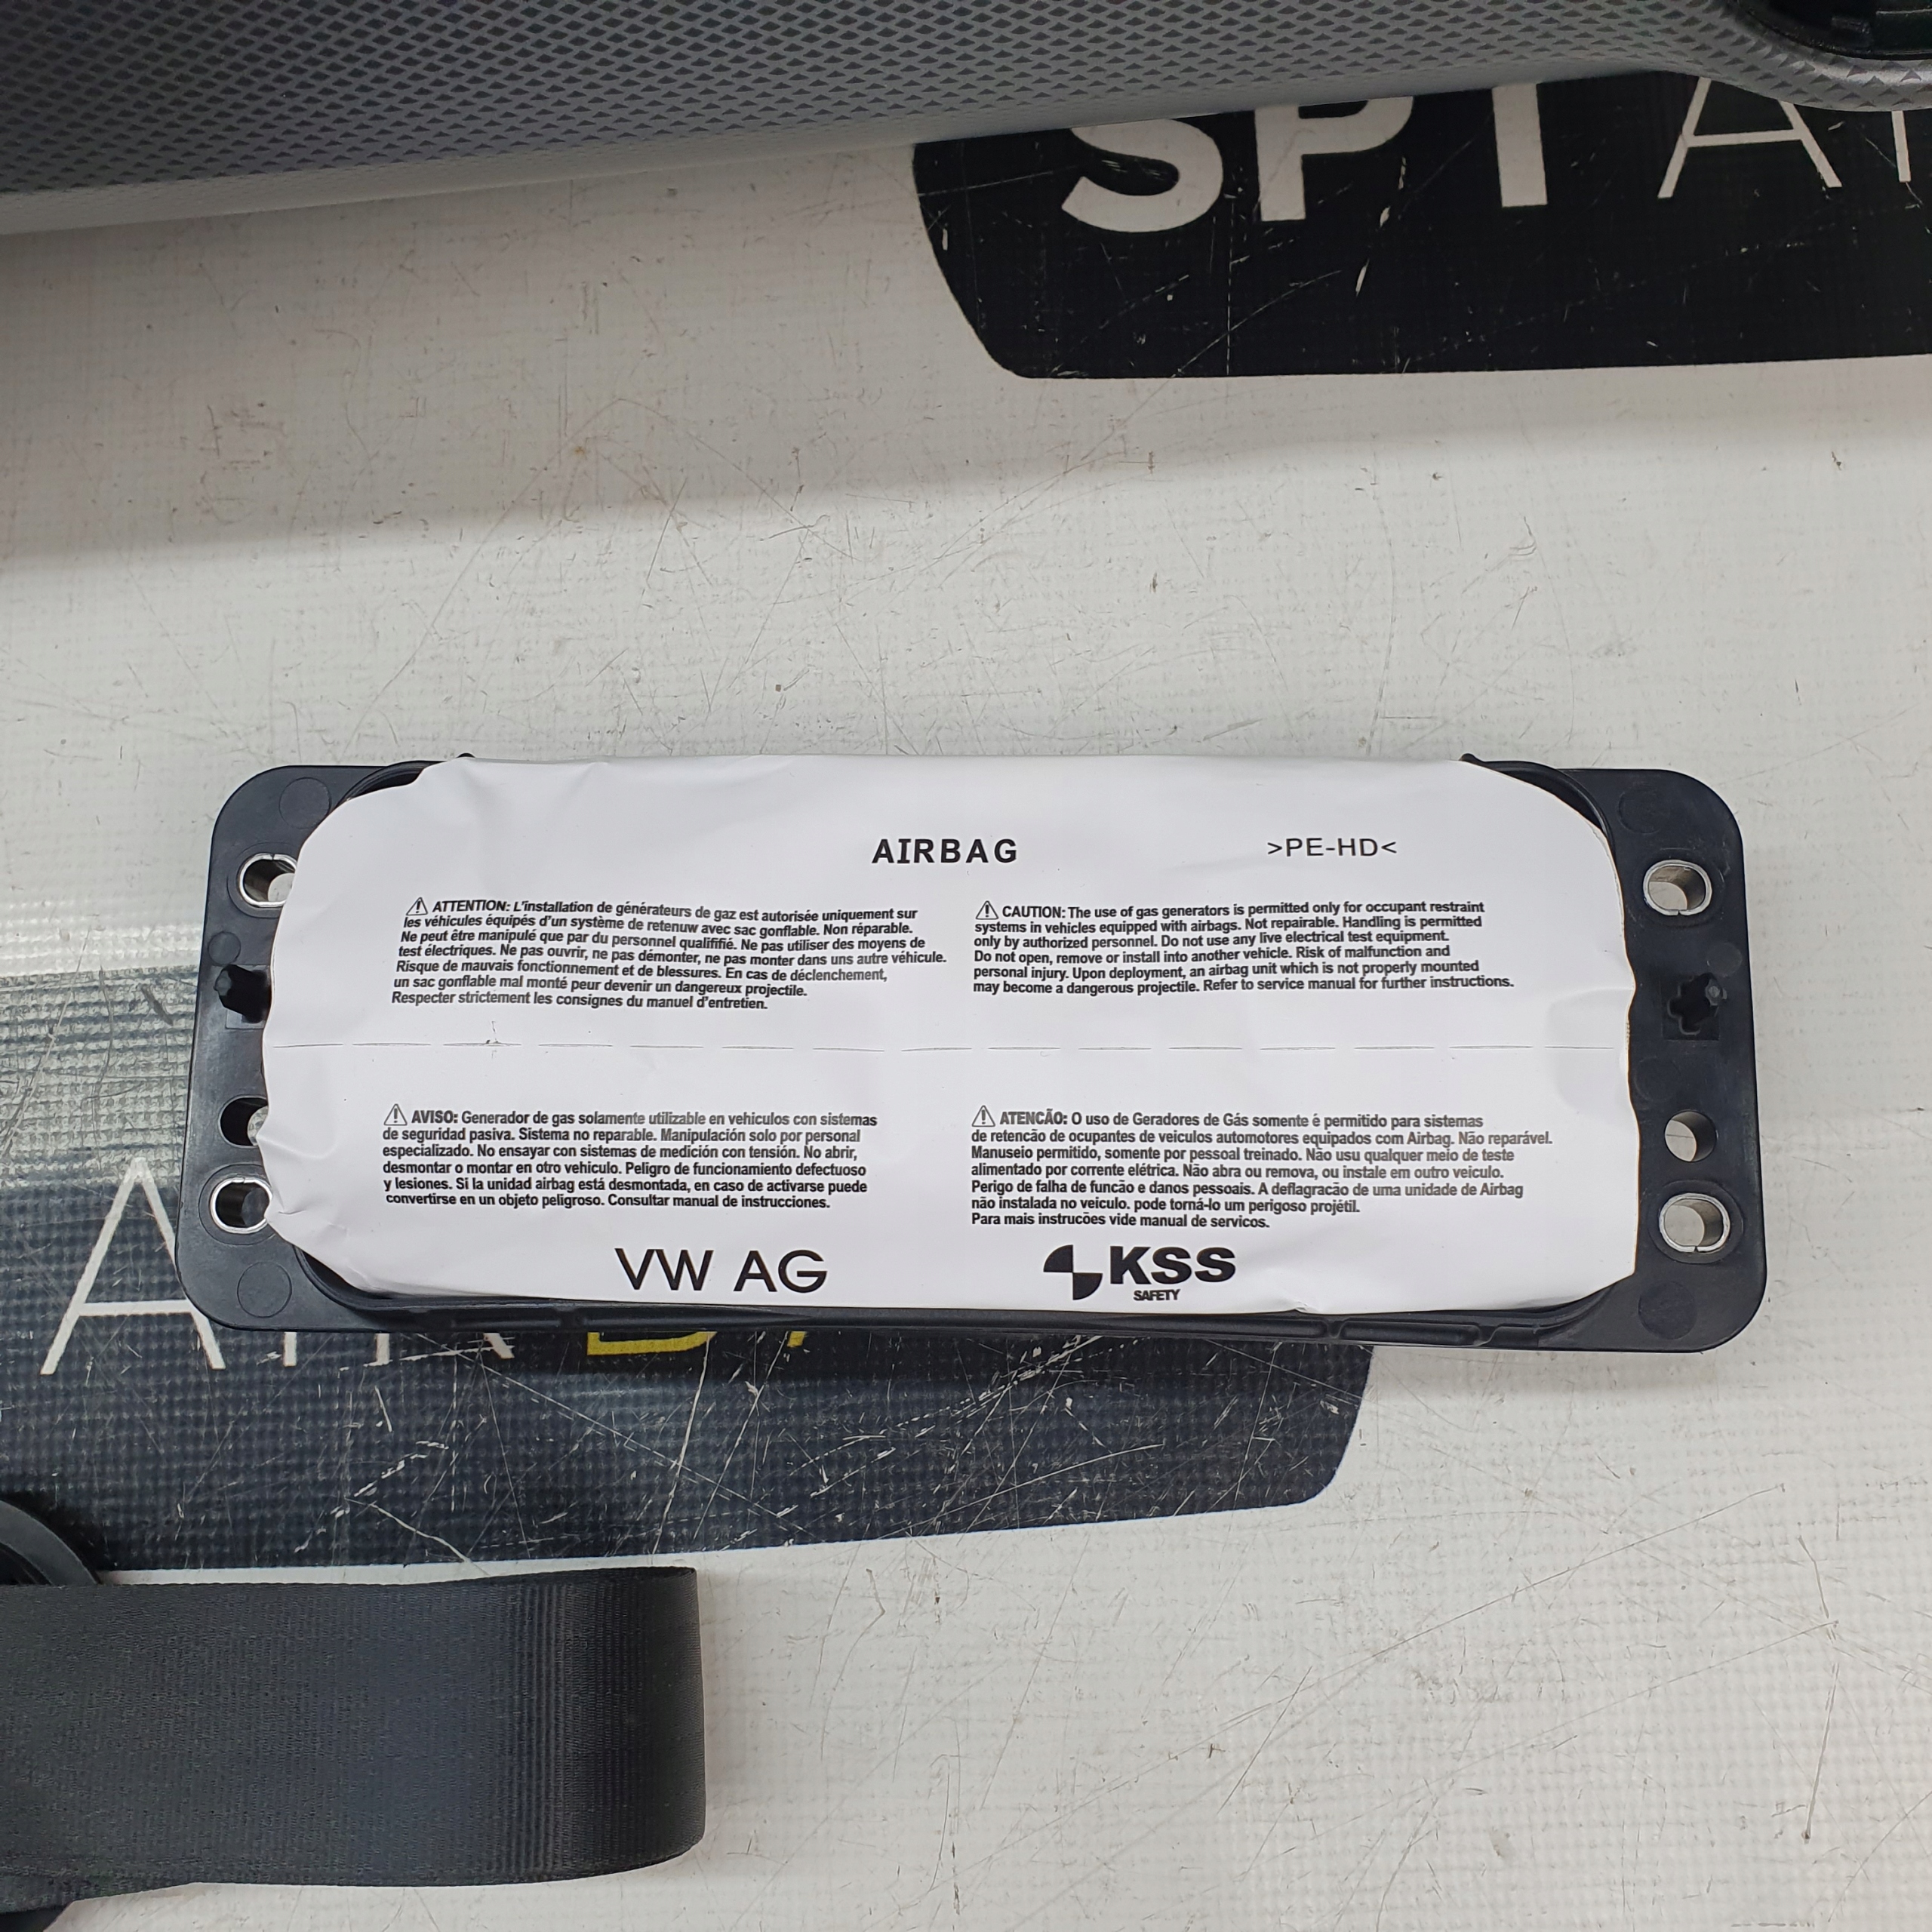 SPT
AIRBAG
>PE-HD<
⚠ ATTENTION: L'installation de générateurs de gaz est autorisée uniquement sur
les véhicules équipés d'un système de retenuw avec sac gonflable. Non réparable.
Ne peut être manipulé que par du personnel qualififié. Ne pas utiliser des moyens de
test électriques. Ne pas ouvrir, ne pas démonter, ne pas monter dans uns autre véhicule.
Risque de mauvais fonctionnement et de blessures. En cas de déclenchement,
un sac gonflable mal monté peur devenir un dangereux projectile.
Respecter strictement les consignes du manuel d'entretien.
⚠ CAUTION: The use of gas generators is permitted only for occupant restraint
systems in vehicles equipped with airbags. Not repairable. Handling is permitted
only by authorized personnel. Do not use any live electrical test equipment.
Do not open, remove or install into another vehicle. Risk of malfunction and
personal injury. Upon deployment, an airbag unit which is not properly mounted
may become a dangerous projectile. Refer to service manual for further instructions.
⚠ AVISO: Generador de gas solamente utilizable en vehiculos con sistemas
de seguridad pasiva. Sistema no reparable. Manipulación solo por personal
especializado. No ensayar con sistemas de medición con tensión. No abrir,
desmontar o montar en otro vehiculo. Peligro de funcionamiento defectuoso
y lesiones. Si la unidad airbag está desmontada, en caso de activarse puede
convertirse en un objeto peligroso. Consultar manual de instrucciones.
⚠ ATENCÃO: O uso de Geradores de Gás somente é permitido para sistemas
de retencão de ocupantes de veiculos automotores equipados com Airbag. Não reparável.
Manuseio permitido, somente por pessoal treinado. Não usu qualquer meio de teste
alimentado por corrente elétrica. Não abra ou remova, ou instale em outro veiculo.
Perigo de falha de funcão e danos pessoais. A deflagracão de uma unidade de Airbag
não instalada no veiculo. pode torná-lo um perigoso projétil.
Para mais instrucões vide manual de servicos.
VW AG
KSS
SAFETY